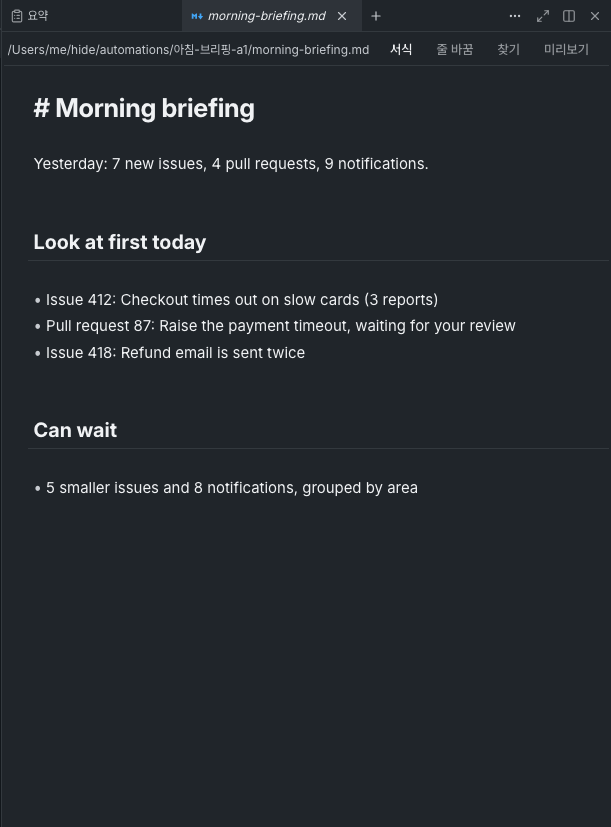 요약
morning-briefing.md
/Users/me/hide/automations/아침-브리핑-a1/morning-briefing.md 서식 줄 바꿈 찾기 미리보기
# Morning briefing
Yesterday: 7 new issues, 4 pull requests, 9 notifications.
Look at first today
• Issue 412: Checkout times out on slow cards (3 reports)
• Pull request 87: Raise the payment timeout, waiting for your review
• Issue 418: Refund email is sent twice
Can wait
• 5 smaller issues and 8 notifications, grouped by area